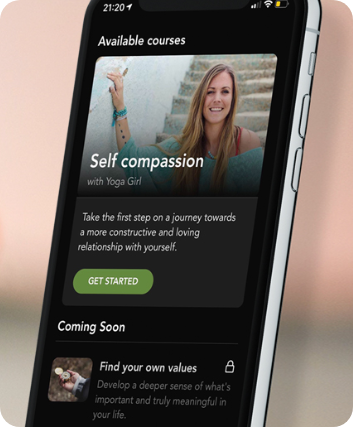 21:20
Available courses
Self compassion
with Yoga Girl
Take the first step on a journey towards
a more constructive and loving
relationship with yourself.
GET STARTED
Coming Soon
Find your own values
Develop a deeper sense of what's
important and truly meaningful in
your life.